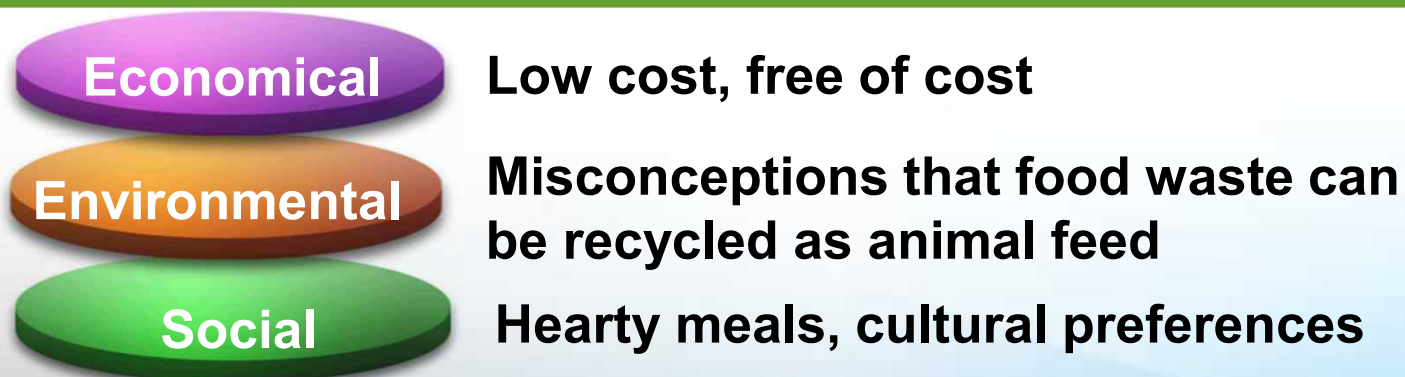 Economical Low cost, free of cost
Environmental Misconceptions that food waste can
be recycled as animal feed
Social Hearty meals, cultural preferences